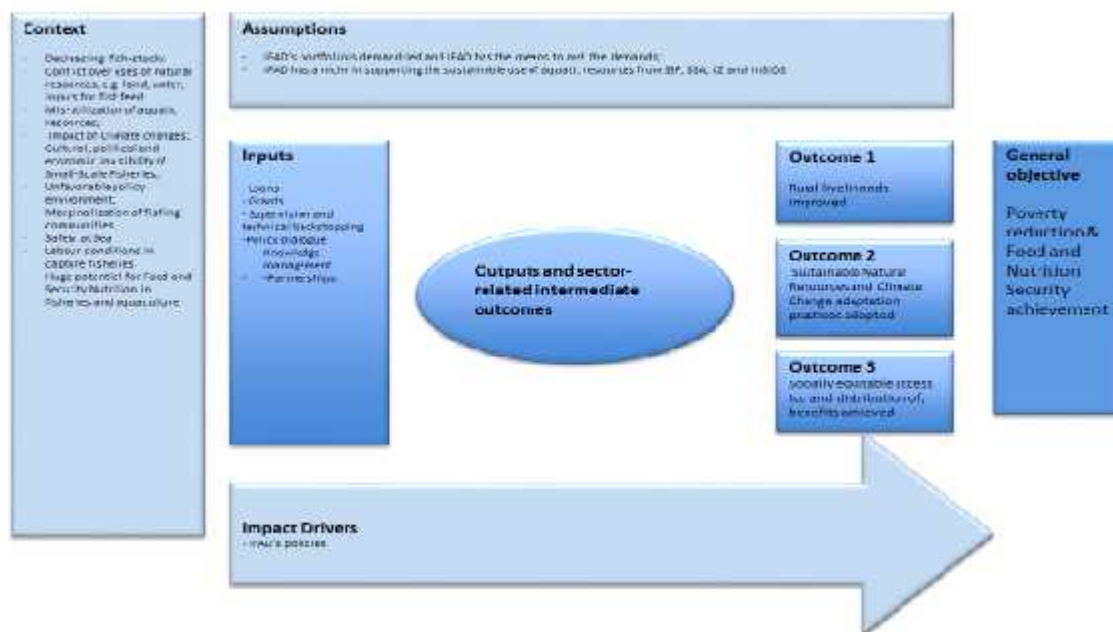 Context
Decreasing fish-stocks;
Conflict over uses of natural
resources, e.g. land, water,
inputs for fish feed
Misutilization of aquatic
resources;
Impact of Climate changes;
Cultural, political and
economic invisibility of
Small-Scale Fisheries;
Unfavorable policy
environment;
Marginalization of fishing
communities
Safety at Sea
Labour conditions in
capture fisheries
Huge potential for Food and
Security Nutrition in
fisheries and aquaculture
Assumptions
IFAD's portfolio is demanded and IFAD has the means to the demands;
IFAD has a niche in supporting the sustainable use of aquatic resources from and
Inputs
- Loans
- Grants
- Supervision and
technical backstopping
-Policy dialogue
Knowledge
management
- -Partnerships
Outputs and sector-
related intermediate
outcomes
Outcome 1
Rural livelihoods
improved
Outcome 2
Sustainable Natural
Resources and Climate
Change adaptation
practices adopted
Outcome 3
Socially equitable access
to, and distribution of,
benefits achieved
General
objective
Poverty
reduction &
Food and
Nutrition
Security
achievement
Impact Drivers
- policies